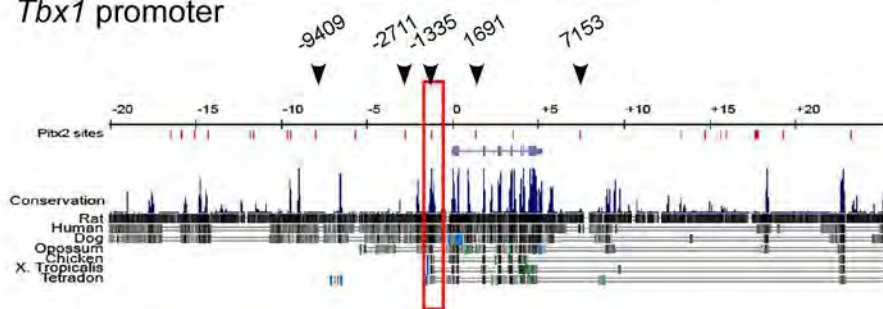 Tbx1 promoter
-9409 -2711 -1335 1691 7153
-20 -15 -10 -5 0 +5 +10 +15 +20
Pitx2 sites
Conservation
Rat
Human
Dog
Opossum
Chicken
X. Tropicalis
Tetradon